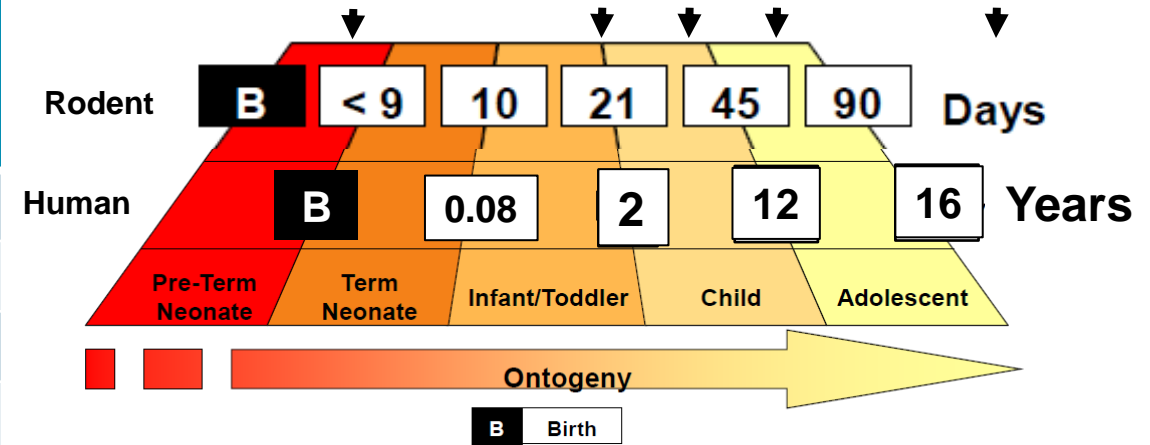 Rodent B < 9 10 21 45 90 Days
Human B 0.08 2 12 16 Years
Pre-Term Neonate
Term Neonate
Infant/Toddler
Child
Adolescent
Ontogeny
B Birth